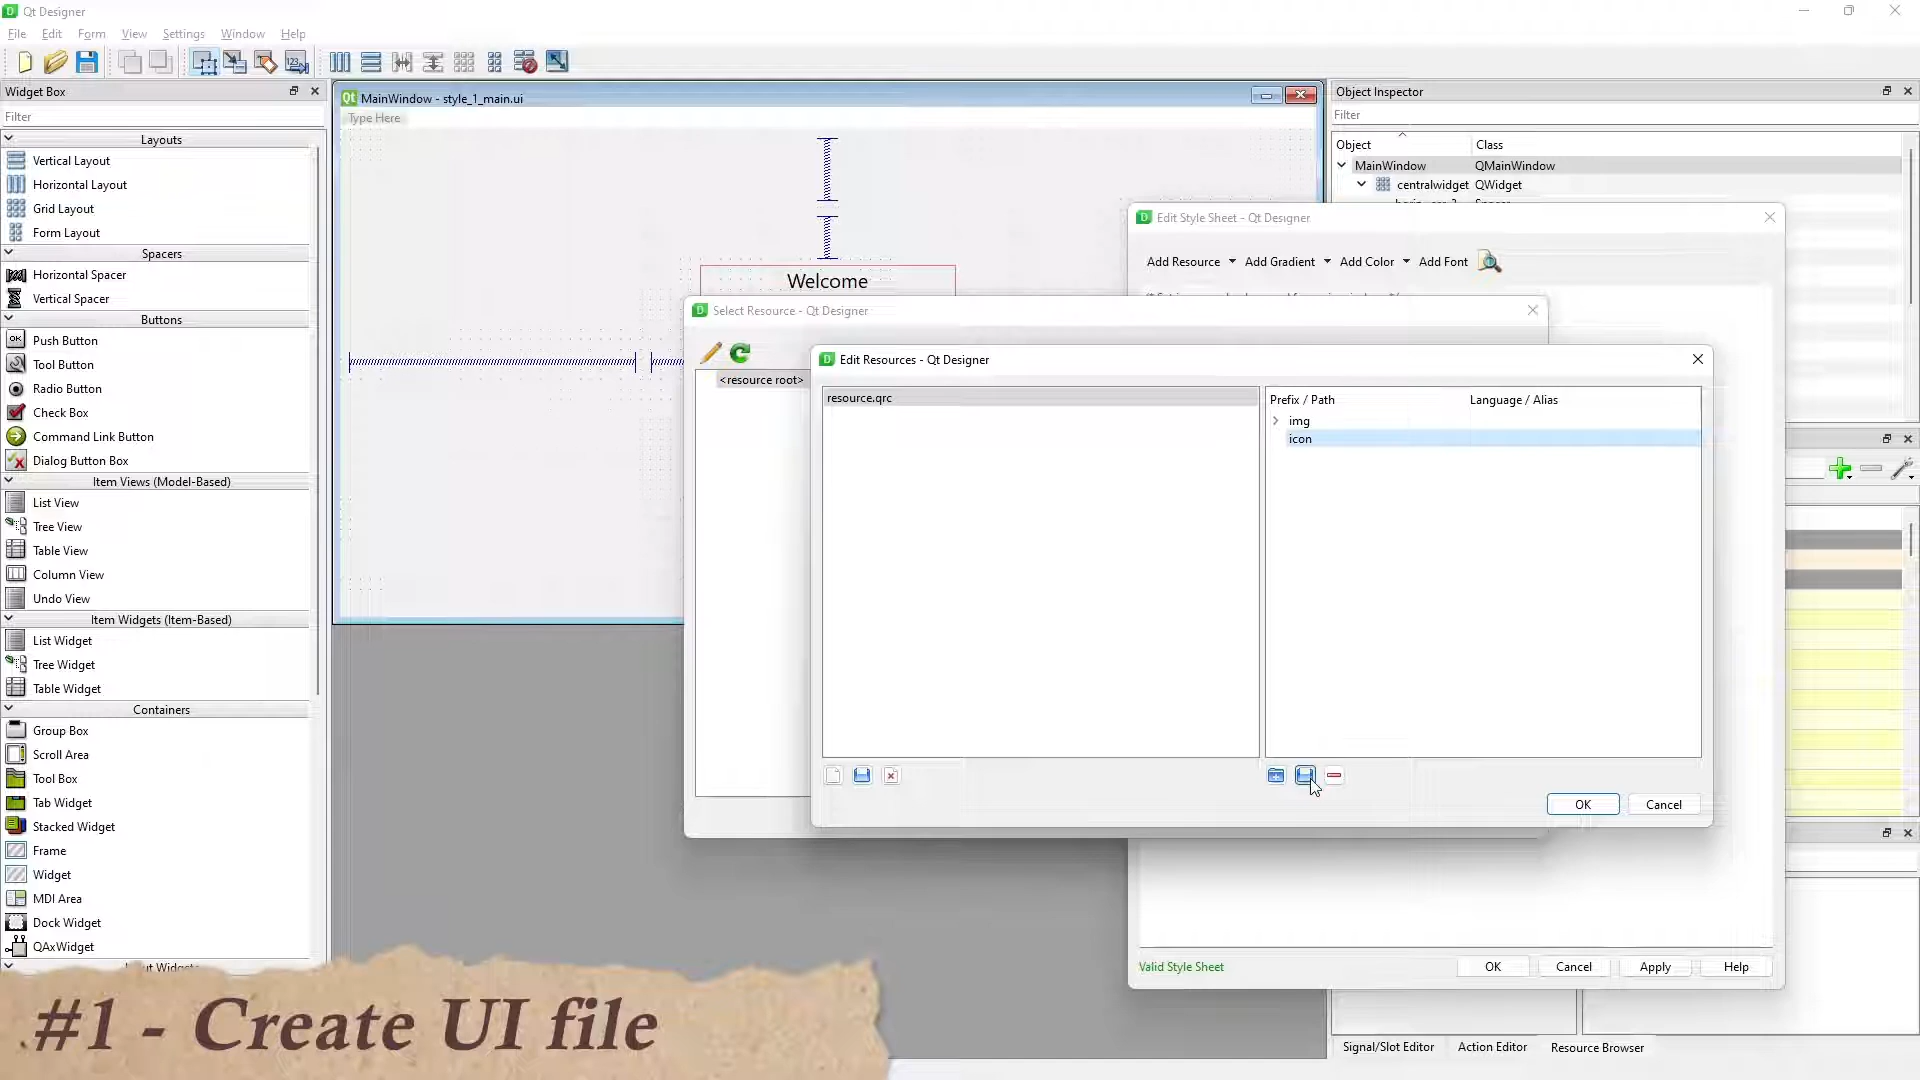 Qt Designer
File Edit Form View Settings Window Help
Widget Box
Filter
Layouts
Vertical Layout
Horizontal Layout
Grid Layout
Form Layout
Spacers
Horizontal Spacer
Vertical Spacer
Buttons
Push Button
Tool Button
Radio Button
Check Box
Command Link Button
Dialog Button Box
Item Views (Model-Based)
List View
Tree View
Table View
Column View
Undo View
Item Widgets (Item-Based)
List Widget
Tree Widget
Table Widget
Containers
Group Box
Scroll Area
Tool Box
Tab Widget
Stacked Widget
Frame
Widget
MDI Area
Dock Widget
QAxWidget
MainWindow - style_1_main.ui
Type Here
Welcome
Object Inspector
Filter
Object Class
MainWindow QMainWindow
centralwidget QWidget
Edit Style Sheet - Qt Designer
Add Resource Add Gradient Add Color Add Font
Select Resource - Qt Designer
<resource root>
Edit Resources - Qt Designer
resource.qrc
Prefix / Path Language / Alias
img
icon
OK Cancel
Valid Style Sheet
OK Cancel Apply Help
Signal/Slot Editor Action Editor Resource Browser
#1 - Create UI file